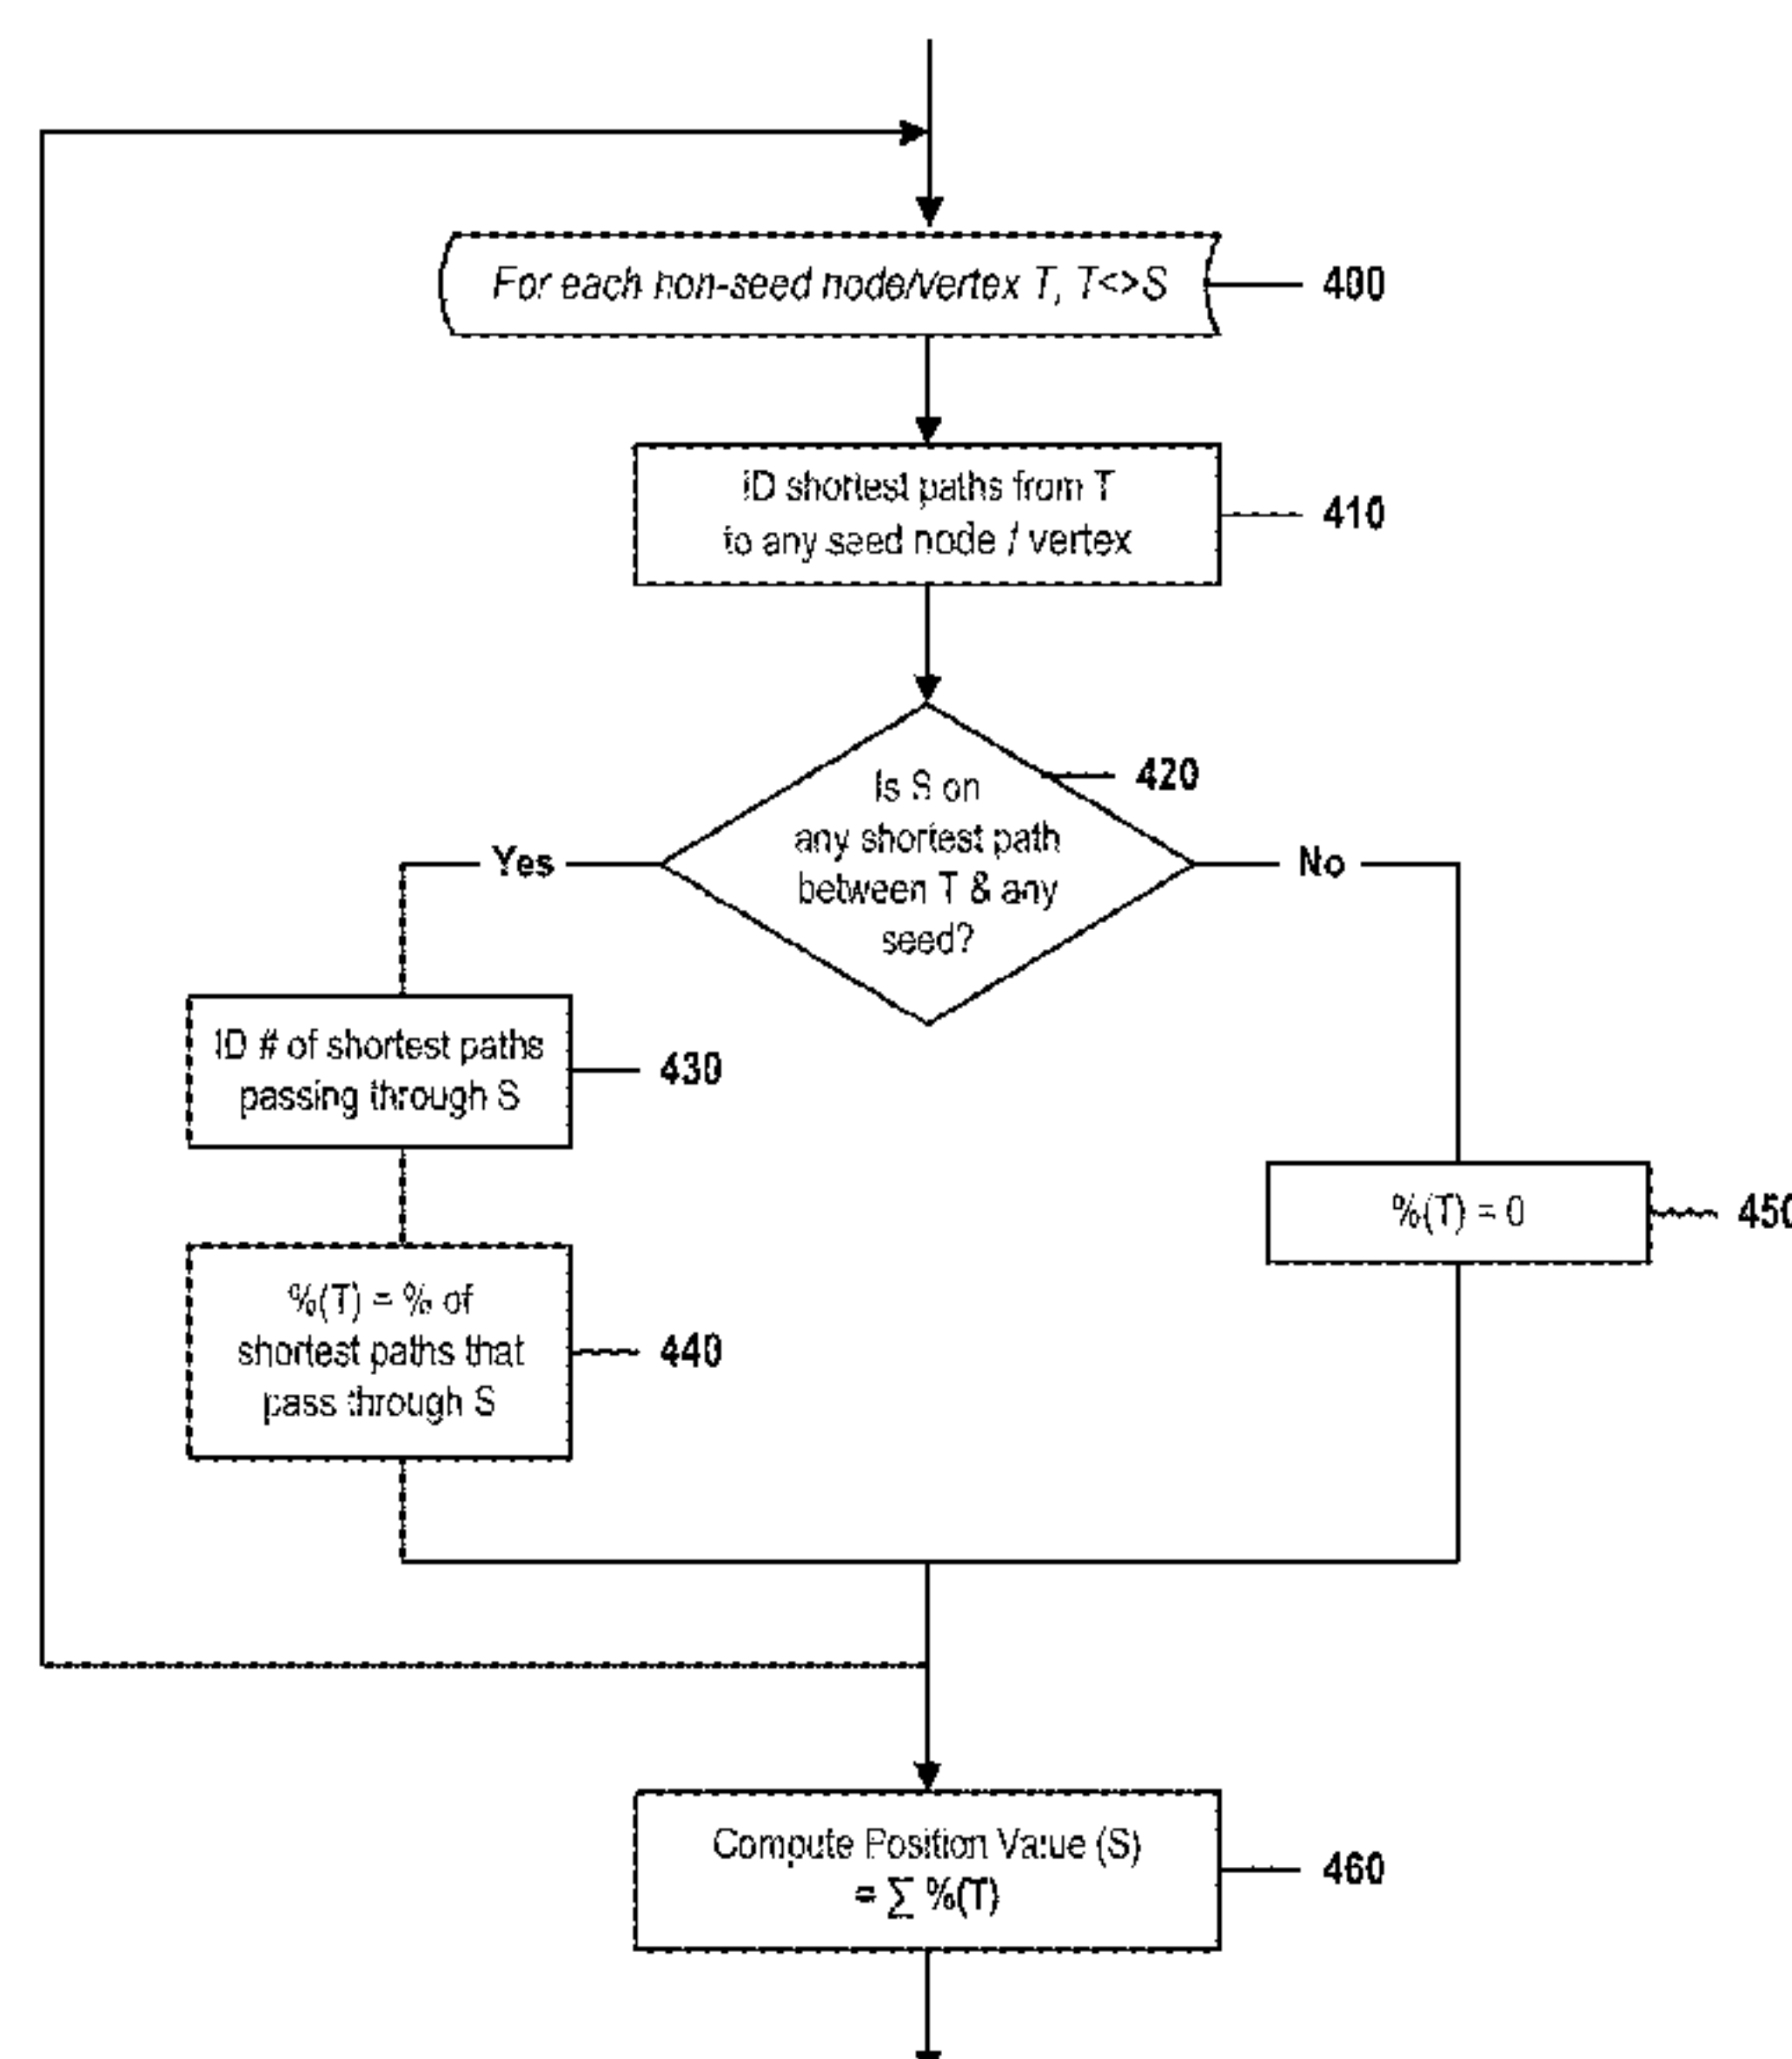 For each non-seed node/vertex T, T<>S
400
ID shortest paths from T
to any seed node / vertex
410
Is S on
any shortest path
between T & any
seed?
420
Yes
No
ID # of shortest paths
passing through S
430
%(T) = 0
450
%(T) = % of
shortest paths that
pass through S
440
Compute Position Value (S)
= ∑ %(T)
460